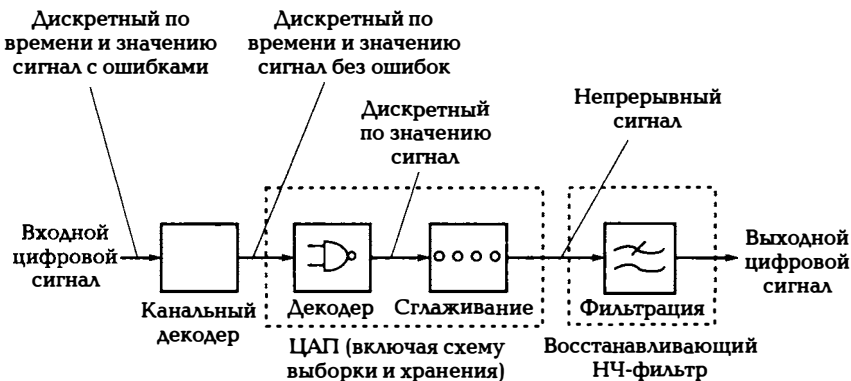 Дискретный по
времени и значению
сигнал с ошибками
Дискретный по
времени и значению
сигнал без ошибок
Дискретный
по значению
сигнал
Непрерывный
сигнал
Входной
цифровой
сигнал
Выходной
цифровой
сигнал
Канальный
декодер
Декодер
Сглаживание
Фильтрация
ЦАП (включая схему
выборки и хранения)
Восстанавливающий
НЧ-фильтр